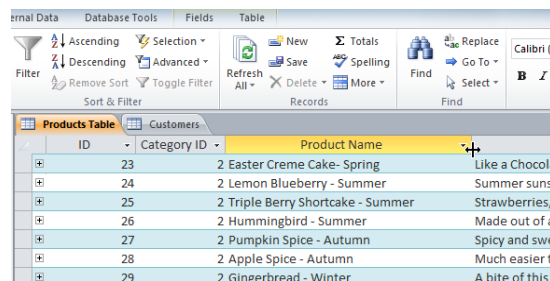 ernal Data Database Tools Fields Table
Ascending Selection New Totals Replace Calibri (
Descending Advanced Save Spelling Go To
Filter Remove Sort Toggle Filter Refresh All Delete More Find Select B I
Sort & Filter Records Find
Products Table Customers
ID Category ID Product Name
23 2 Easter Creme Cake- Spring Like a Chocol
24 2 Lemon Blueberry - Summer Summer suns
25 2 Triple Berry Shortcake - Summer Strawberries,
26 2 Hummingbird - Summer Made out of a
27 2 Pumpkin Spice - Autumn Spicy and swe
28 2 Apple Spice - Autumn Much easier t
29 2 Gingerbread - Winter A bite of this